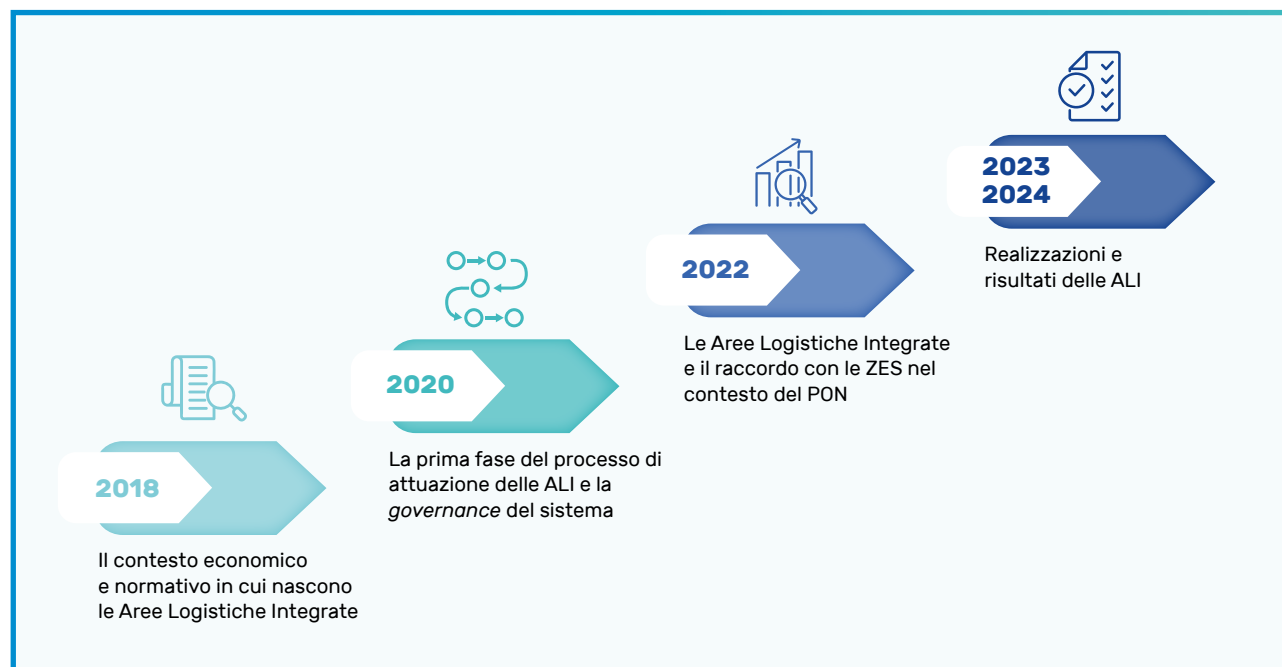 2018
Il contesto economico
e normativo in cui nascono
le Aree Logistiche Integrate
2020
La prima fase del processo di
attuazione delle ALI e la
governance del sistema
2022
Le Aree Logistiche Integrate
e il raccordo con le ZES nel
contesto del PON
2023
2024
Realizzazioni e
risultati delle ALI